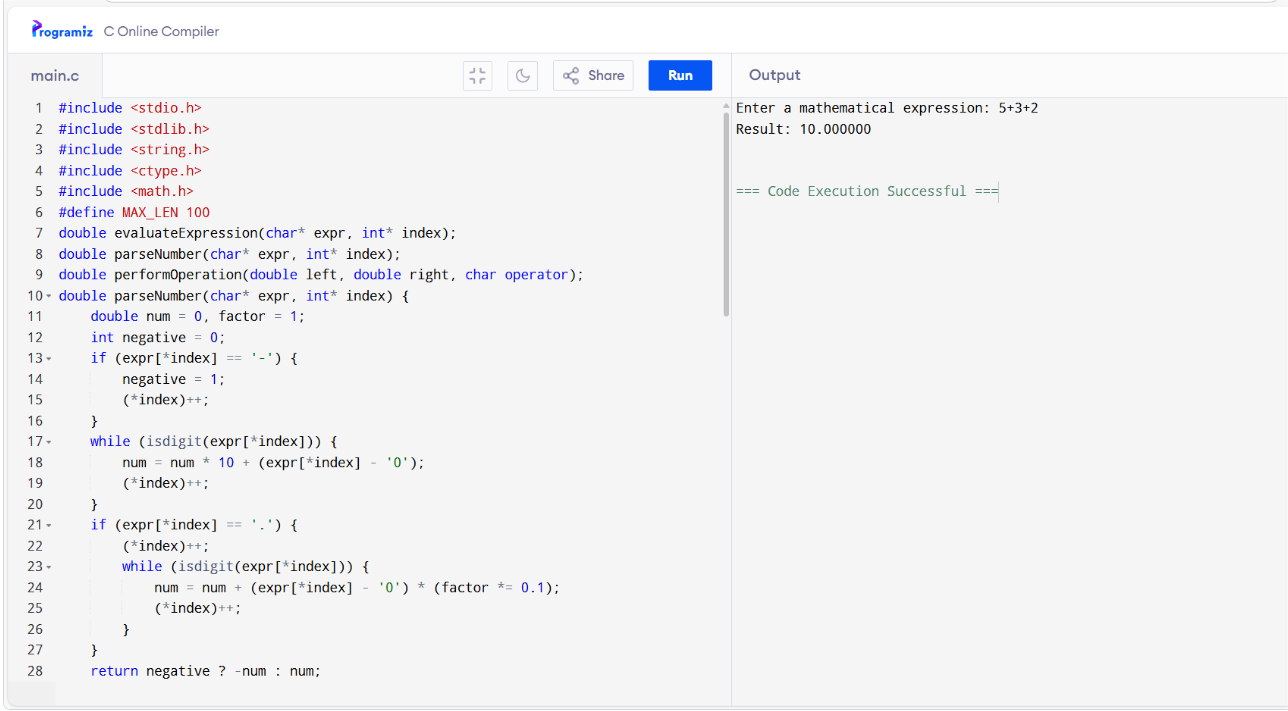 Programiz C Online Compiler
main.c
Share
Run
Output
1 #include <stdio.h>
2 #include <stdlib.h>
3 #include <string.h>
4 #include <ctype.h>
5 #include <math.h>
6 #define MAX_LEN 100
7 double evaluateExpression(char* expr, int* index);
8 double parseNumber(char* expr, int* index);
9 double performOperation(double left, double right, char operator);
10 double parseNumber(char* expr, int* index) {
11     double num = 0, factor = 1;
12     int negative = 0;
13     if (expr[*index] == '-') {
14         negative = 1;
15         (*index)++;
16     }
17     while (isdigit(expr[*index])) {
18         num = num * 10 + (expr[*index] - '0');
19         (*index)++;
20     }
21     if (expr[*index] == '.') {
22         (*index)++;
23         while (isdigit(expr[*index])) {
24             num = num + (expr[*index] - '0') * (factor *= 0.1);
25             (*index)++;
26         }
27     }
28     return negative ? -num : num;
Enter a mathematical expression: 5+3+2
Result: 10.000000
=== Code Execution Successful ===